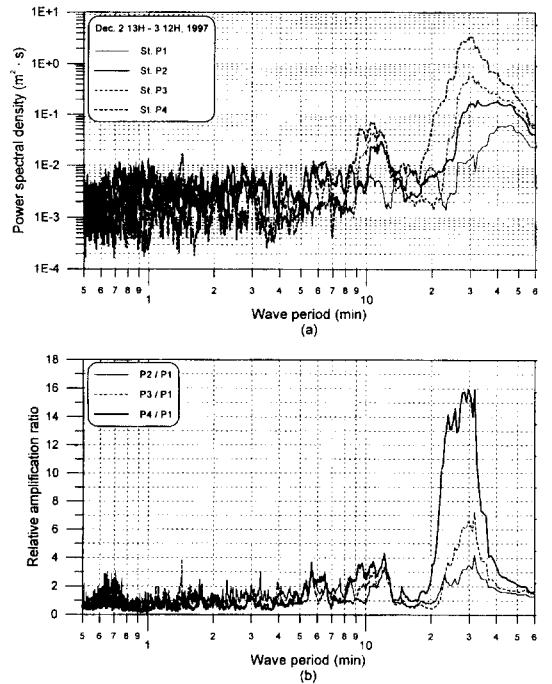 Dec. 2 13H - 3 12H, 1997
St. P1
St. P2
St. P3
St. P4
Power spectral density (m² · s)
1E+1
1E+0
1E-1
1E-2
1E-3
1E-4
5 6 7 8 9 1 2 3 4 5 6 7 8 9 10 2 3 4 5 6
Wave period (min)
(a)
P2 / P1
P3 / P1
P4 / P1
Relative amplification ratio
18
16
14
12
10
8
6
4
2
0
5 6 7 8 9 1 2 3 4 5 6 7 8 9 10 2 3 4 5 6
Wave period (min)
(b)